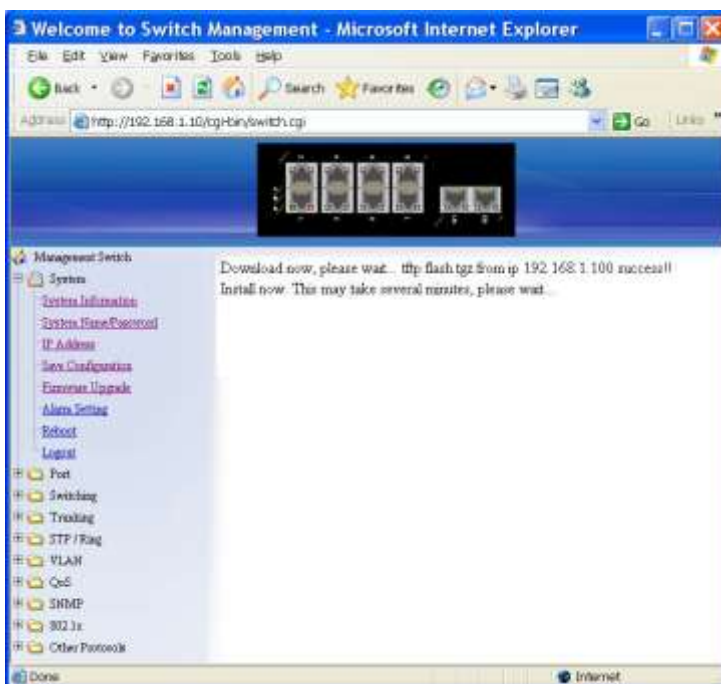 Welcome to Switch Management - Microsoft Internet Explorer
File Edit View Favorites Tools Help
Back Search Favorites
Address http://192.168.1.10/cgi-bin/switch.cgi Go Links
Management Switch
Download now, please wait... tftp flash.tgz from ip 192.168.1.100 success!!
System
Install now. This may take several minutes, please wait...
System Information
System Name/Password
IP Address
Save Configuration
Firmware Upgrade
Alarm Setting
Reboot
Logout
Port
Switching
Trunking
STP / Ring
VLAN
QoS
SNMP
802.1x
Other Protocols
Done Internet